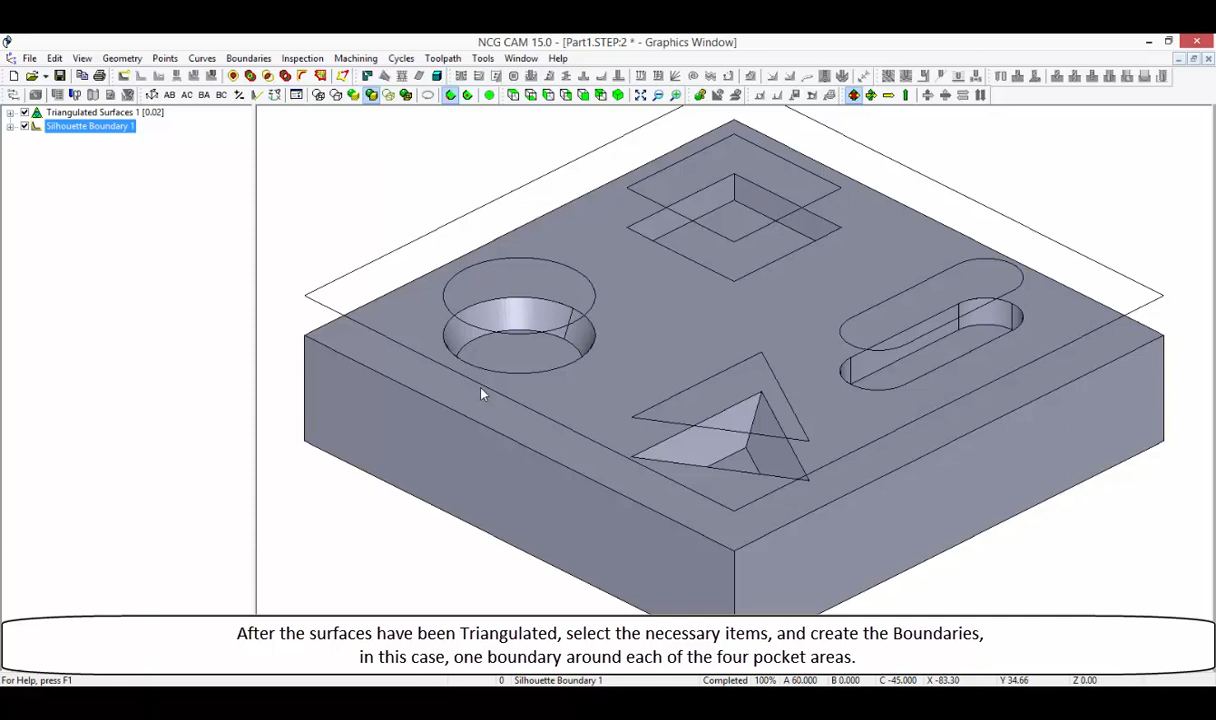 NCG CAM 15.0 - [Part1.STEP:2 * - Graphics Window]
File Edit View Geometry Points Curves Boundaries Inspection Machining Cycles Toolpath Tools Window Help
AB AC BA BC
Triangulated Surfaces 1 [0.02]
Silhouette Boundary 1
After the surfaces have been Triangulated, select the necessary items, and create the Boundaries,
in this case, one boundary around each of the four pocket areas.
For Help, press F1 0 Silhouette Boundary 1 Completed 100% A 60.000 B 0.000 C -45.000 X -83.30 Y 34.66 Z 0.00